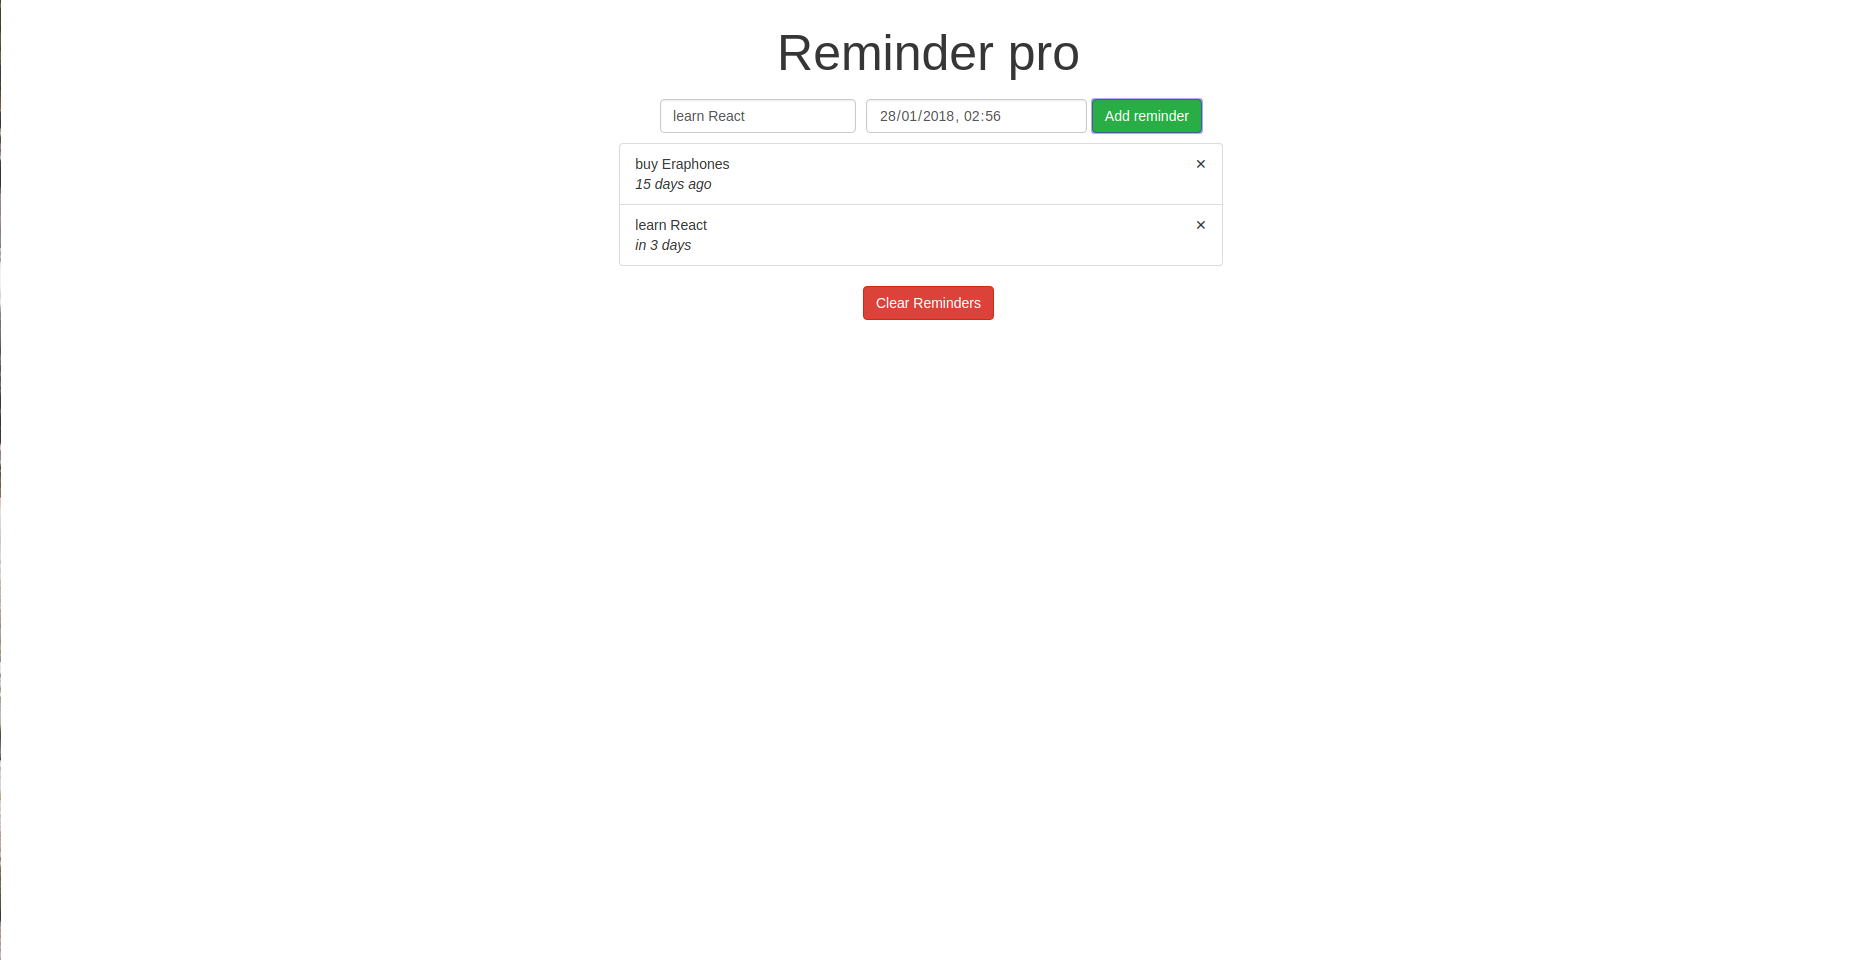 Reminder pro
learn React 28/01/2018, 02:56 Add reminder
buy Eraphones ✕
15 days ago
learn React ✕
in 3 days
Clear Reminders